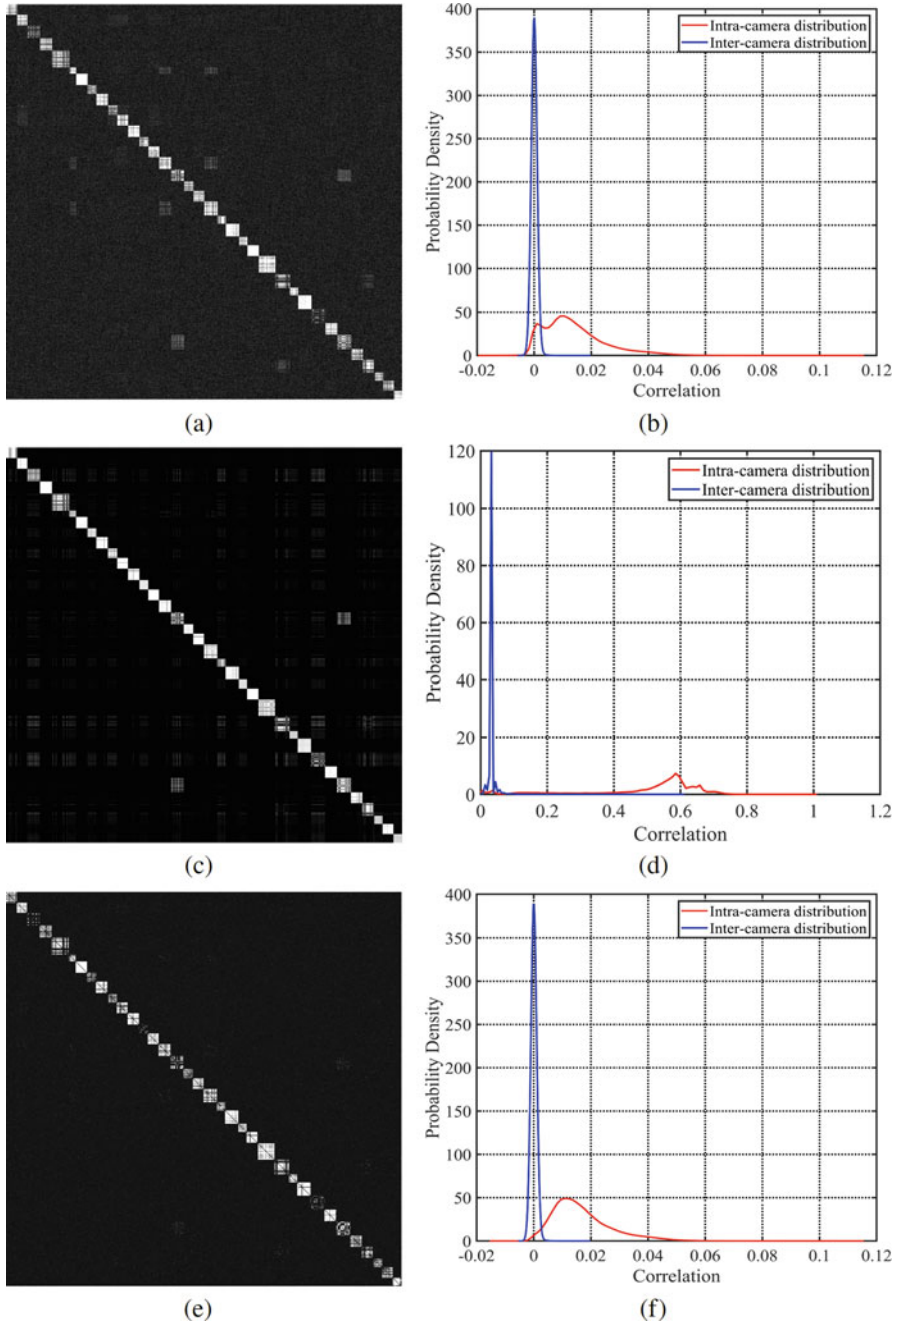 400
350
300
250
200
150
100
50
0
Probability Density
Intra-camera distribution
Inter-camera distribution
-0.02 0 0.02 0.04 0.06 0.08 0.1 0.12
Correlation
(a) (b)
120
100
80
60
40
20
0
Probability Density
Intra-camera distribution
Inter-camera distribution
0 0.2 0.4 0.6 0.8 1 1.2
Correlation
(c) (d)
400
350
300
250
200
150
100
50
0
Probability Density
Intra-camera distribution
Inter-camera distribution
-0.02 0 0.02 0.04 0.06 0.08 0.1 0.12
Correlation
(e) (f)